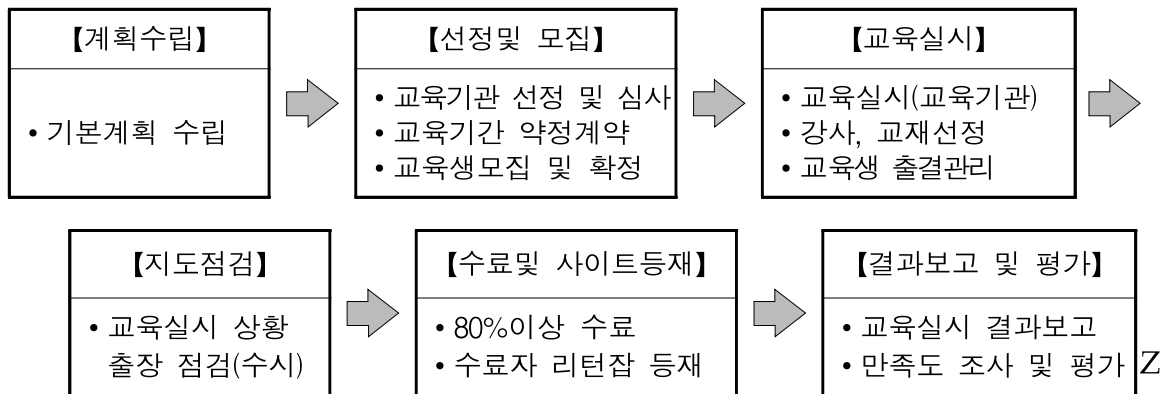 【계획수립】
• 기본계획 수립
【선정및 모집】
• 교육기관 선정 및 심사
• 교육기간 약정계약
• 교육생모집 및 확정
【교육실시】
• 교육실시(교육기관)
• 강사, 교재선정
• 교육생 출결관리
【지도점검】
• 교육실시 상황
출장 점검(수시)
【수료및 사이트등재】
• 80%이상 수료
• 수료자 리턴잡 등재
【결과보고 및 평가】
• 교육실시 결과보고
• 만족도 조사 및 평가 Z